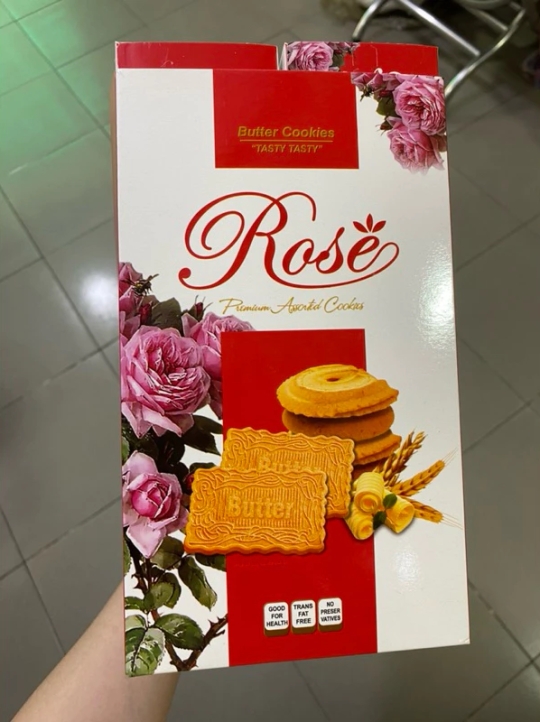 Butter Cookies
"TASTY TASTY"
Rose
Premium Assorted Cookies
Butter
Butter
GOOD
FOR
HEALTH
TRANS
FAT
FREE
NO
PRESER
VATIVES